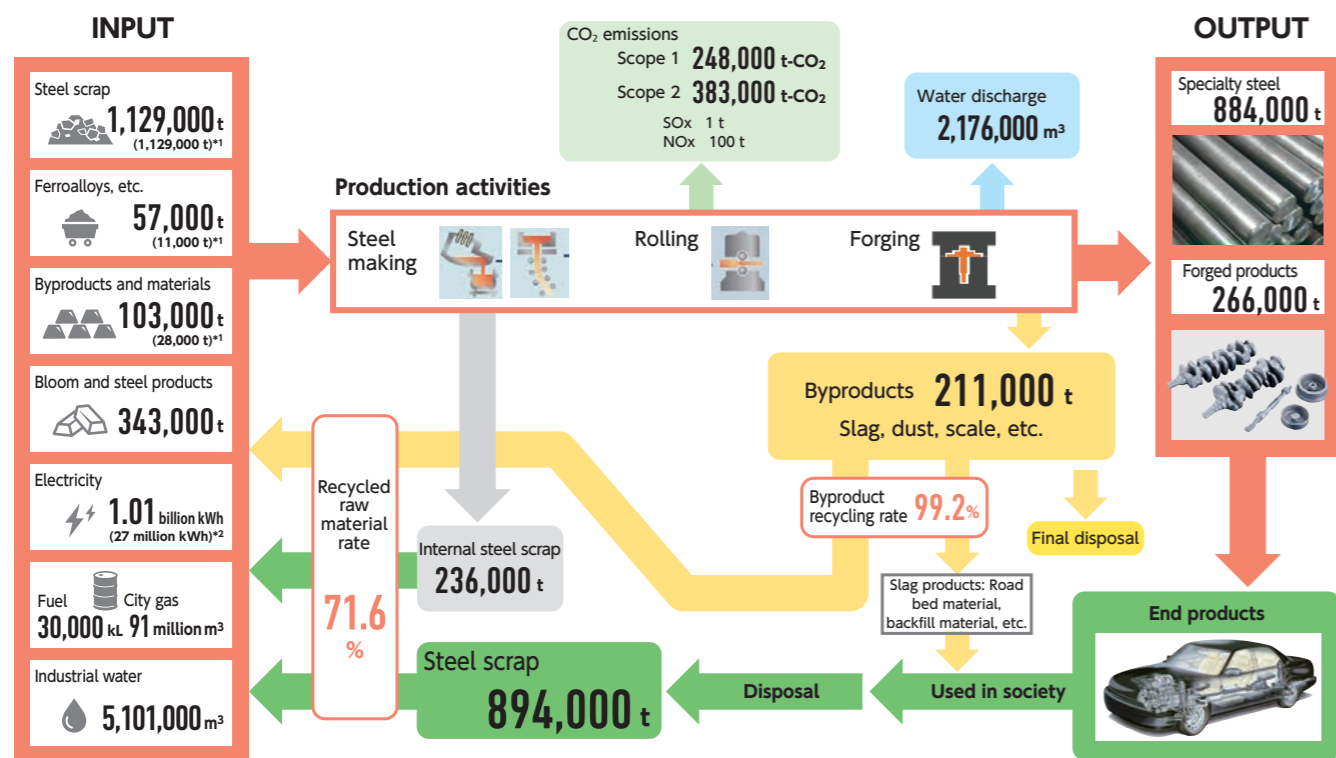 INPUT
Steel scrap
1,129,000 t
(1,129,000 t)*1
Ferroalloys, etc.
57,000 t
(11,000 t)*1
Byproducts and materials
103,000 t
(28,000 t)*1
Bloom and steel products
343,000 t
Electricity
1.01 billion kWh
(27 million kWh)*2
Fuel City gas
30,000 kL 91 million m³
Industrial water
5,101,000 m³
CO₂ emissions
Scope 1 248,000 t-CO₂
Scope 2 383,000 t-CO₂
SOx 1 t
NOx 100 t
Water discharge
2,176,000 m³
Production activities
Steel
making
Rolling
Forging
OUTPUT
Specialty steel
884,000 t
Forged products
266,000 t
Byproducts 211,000 t
Slag, dust, scale, etc.
Byproduct
recycling rate 99.2%
Final disposal
Slag products: Road
bed material,
backfill material, etc.
Recycled
raw
material
rate
71.6
%
Internal steel scrap
236,000 t
Steel scrap
894,000 t
Disposal
Used in society
End products